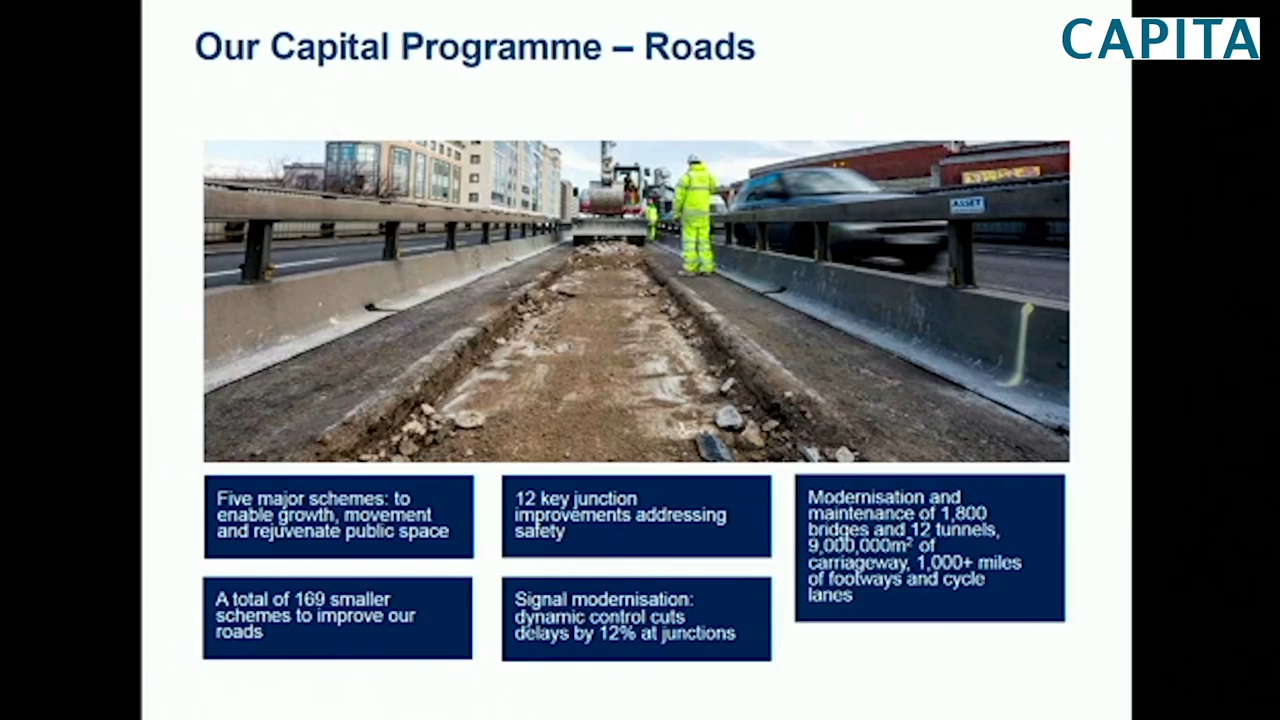 Our Capital Programme – Roads
CAPITA
ASSET
Five major schemes: to
enable growth, movement
and rejuvenate public space
12 key junction
improvements addressing
safety
Modernisation and
maintenance of 1,800
bridges and 12 tunnels,
9,000,000m² of
carriageway, 1,000+ miles
of footways and cycle
lanes
A total of 169 smaller
schemes to improve our
roads
Signal modernisation:
dynamic control cuts
delays by 12% at junctions